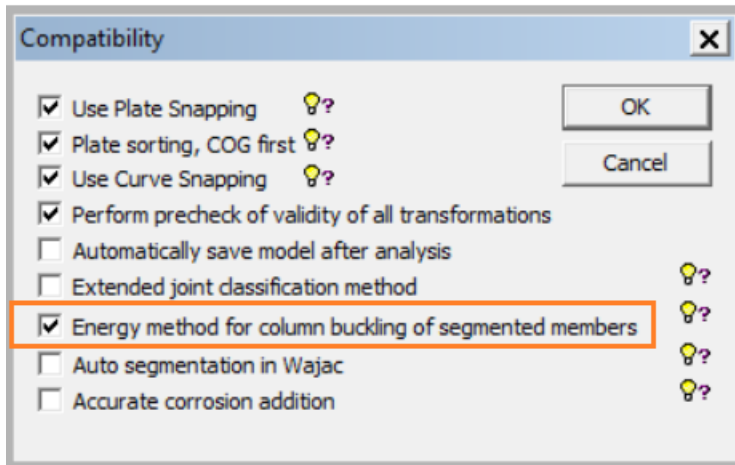 Compatibility
Use Plate Snapping ?
OK
Plate sorting, COG first ?
Use Curve Snapping ?
Cancel
Perform precheck of validity of all transformations
Automatically save model after analysis
Extended joint classification method ?
Energy method for column buckling of segmented members ?
Auto segmentation in Wajac ?
Accurate corrosion addition ?